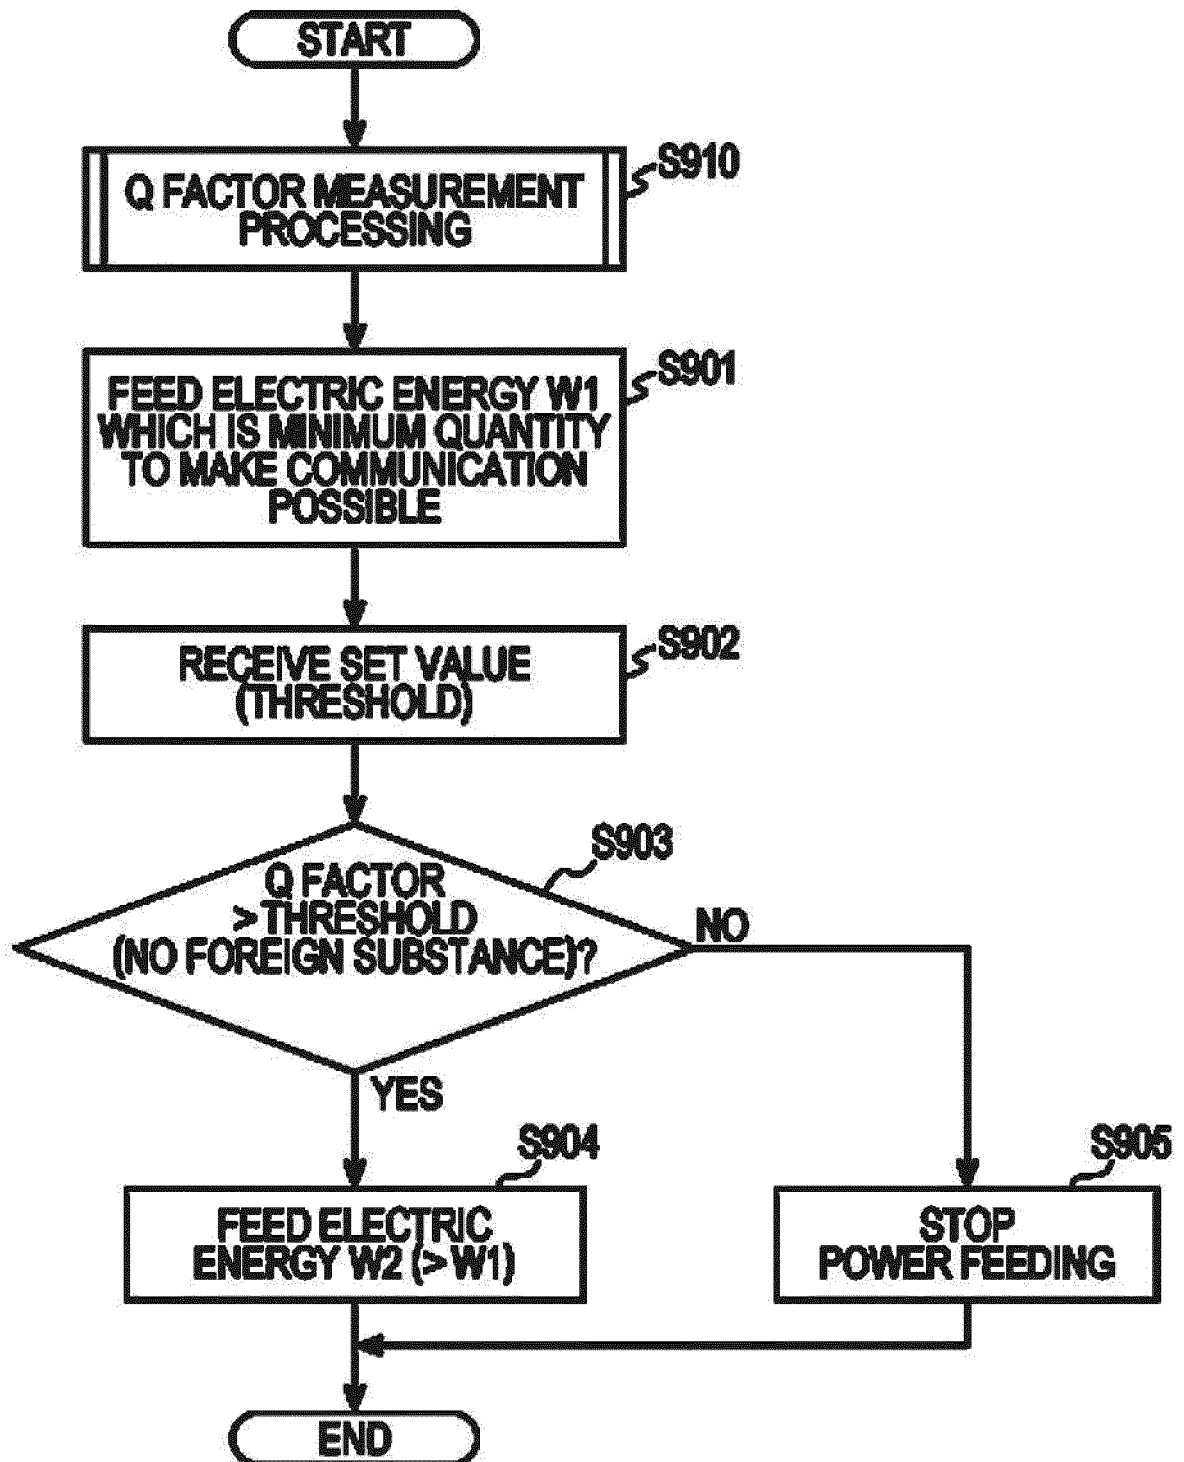 START
S910
Q FACTOR MEASUREMENT
PROCESSING
S901
FEED ELECTRIC ENERGY W1
WHICH IS MINIMUM QUANTITY
TO MAKE COMMUNICATION
POSSIBLE
S902
RECEIVE SET VALUE
(THRESHOLD)
S903
Q FACTOR
> THRESHOLD
(NO FOREIGN SUBSTANCE)?
NO
YES
S904
FEED ELECTRIC
ENERGY W2 (> W1)
S905
STOP
POWER FEEDING
END